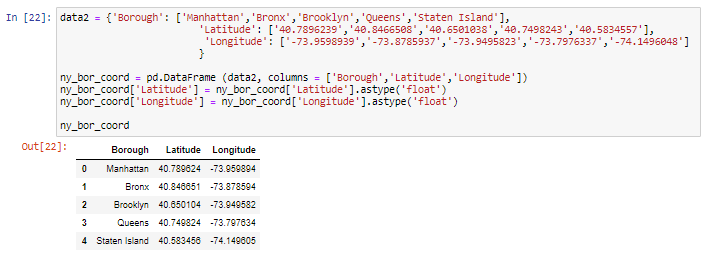 In [22]: data2 = {'Borough': ['Manhattan','Bronx','Brooklyn','Queens','Staten Island'],
'Latitude': ['40.7896239','40.8466508','40.6501038','40.7498243','40.5834557'],
'Longitude': ['-73.9598939','-73.8785937','-73.9495823','-73.7976337','-74.1496048']
}
ny_bor_coord = pd.DataFrame (data2, columns = ['Borough','Latitude','Longitude'])
ny_bor_coord['Latitude'] = ny_bor_coord['Latitude'].astype('float')
ny_bor_coord['Longitude'] = ny_bor_coord['Longitude'].astype('float')
ny_bor_coord
Out[22]:
Borough Latitude Longitude
0 Manhattan 40.789624 -73.959894
1 Bronx 40.846651 -73.878594
2 Brooklyn 40.650104 -73.949582
3 Queens 40.749824 -73.797634
4 Staten Island 40.583456 -74.149605